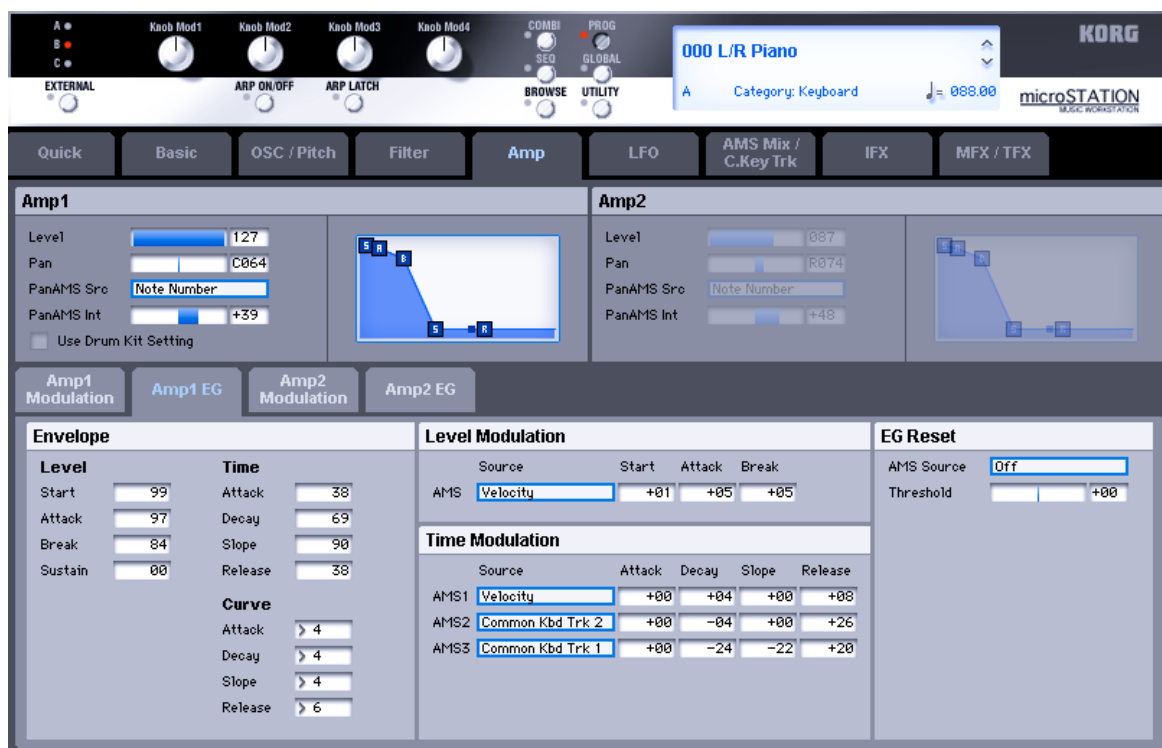 A B C
Knob Mod1 Knob Mod2 Knob Mod3 Knob Mod4
COMBI PROG
SEQ GLOBAL
EXTERNAL ARP ON/OFF ARP LATCH BROWSE UTILITY
000 L/R Piano
A Category: Keyboard ♩= 088.00
KORG
microSTATION
MUSIC WORKSTATION
Quick Basic OSC / Pitch Filter Amp LFO AMS Mix / C.Key Trk IFX MFX / TFX
Amp1
Level 127
Pan C064
PanAMS Src Note Number
PanAMS Int +39
Use Drum Kit Setting
S A B S R
Amp2
Level 087
Pan R074
PanAMS Src Note Number
PanAMS Int +48
S A B S R
Amp1 Modulation Amp1 EG Amp2 Modulation Amp2 EG
Envelope
Level
Start 99
Attack 97
Break 84
Sustain 00
Time
Attack 38
Decay 69
Slope 90
Release 38
Curve
Attack > 4
Decay > 4
Slope > 4
Release > 6
Level Modulation
Source Start Attack Break
AMS Velocity +01 +05 +05
Time Modulation
Source Attack Decay Slope Release
AMS1 Velocity +00 +04 +00 +08
AMS2 Common Kbd Trk 2 +00 -04 +00 +26
AMS3 Common Kbd Trk 1 +00 -24 -22 +20
EG Reset
AMS Source Off
Threshold +00